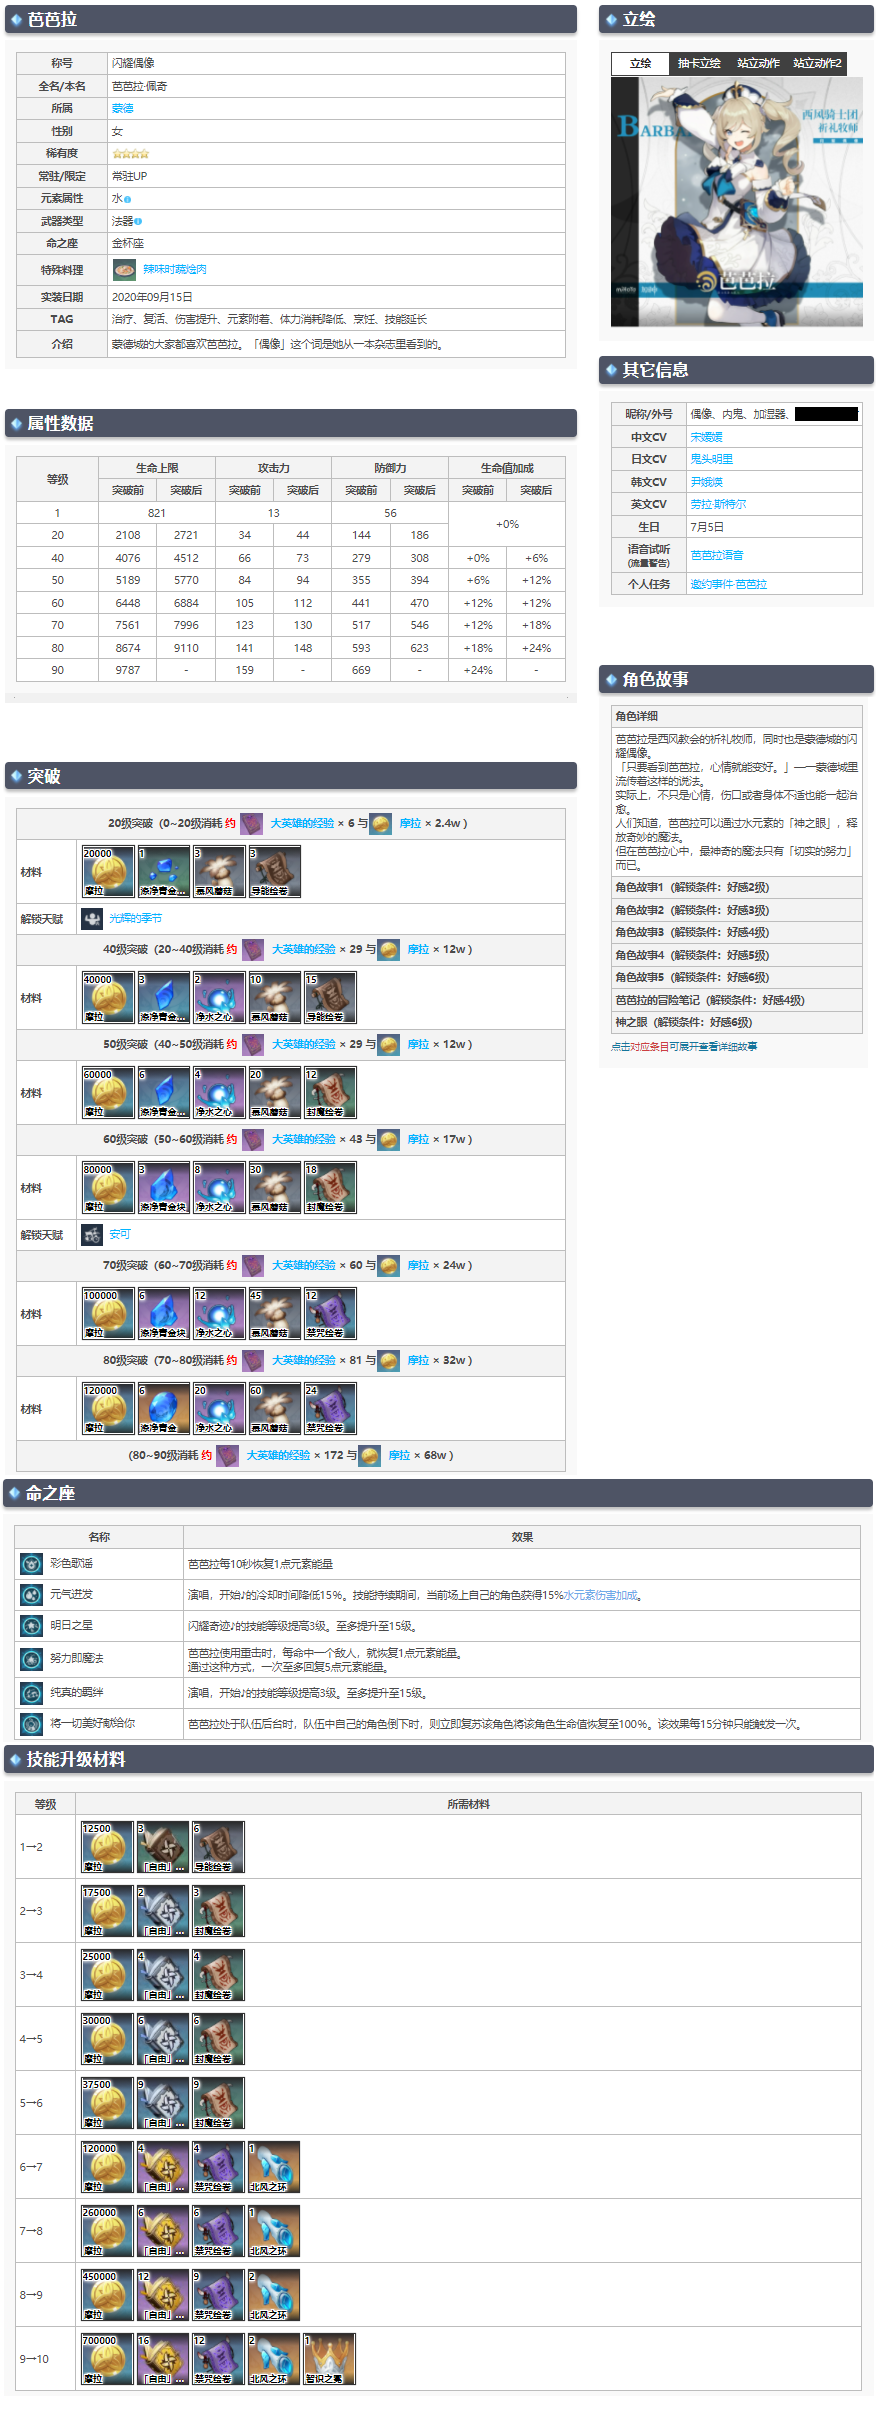 芭芭拉
称号 闪耀偶像
全名/本名 芭芭拉·佩奇
所属 蒙德
性别 女
稀有度
常驻/限定 常驻UP
元素属性 水
武器类型 法器
命之座 金杯座
特殊料理 辣味时蔬烩肉
实装日期 2020年09月15日
TAG 治疗、复活、伤害提升、元素附着、体力消耗降低、烹饪、技能延长
介绍 蒙德城的大家都喜欢芭芭拉。「偶像」这个词是她从一本杂志里看到的。
属性数据
等级 生命上限 攻击力 防御力 生命值加成
突破前 突破后 突破前 突破后 突破前 突破后 突破前 突破后
1 821 13 56 +0%
20 2108 2721 34 44 144 186
40 4076 4512 66 73 279 308 +0% +6%
50 5189 5770 84 94 355 394 +6% +12%
60 6448 6884 105 112 441 470 +12% +12%
70 7561 7996 123 130 517 546 +12% +18%
80 8674 9110 141 148 593 623 +18% +24%
90 9787 - 159 - 669 - +24% -
突破
20级突破（0~20级消耗 约 大英雄的经验 × 6 与 摩拉 × 2.4w ）
材料 20000 摩拉 1 涤净青金... 3 慕风蘑菇 3 导能绘卷
解锁天赋 光辉的季节
40级突破（20~40级消耗 约 大英雄的经验 × 29 与 摩拉 × 12w ）
材料 40000 摩拉 3 涤净青金... 2 净水之心 10 慕风蘑菇 15 导能绘卷
50级突破（40~50级消耗 约 大英雄的经验 × 29 与 摩拉 × 12w ）
材料 60000 摩拉 6 涤净青金... 4 净水之心 20 慕风蘑菇 12 封魔绘卷
60级突破（50~60级消耗 约 大英雄的经验 × 43 与 摩拉 × 17w ）
材料 80000 摩拉 3 涤净青金块 8 净水之心 30 慕风蘑菇 18 封魔绘卷
解锁天赋 安可
70级突破（60~70级消耗 约 大英雄的经验 × 60 与 摩拉 × 24w ）
材料 100000 摩拉 6 涤净青金块 12 净水之心 45 慕风蘑菇 12 禁咒绘卷
80级突破（70~80级消耗 约 大英雄的经验 × 81 与 摩拉 × 32w ）
材料 120000 摩拉 6 涤净青金 20 净水之心 60 慕风蘑菇 24 禁咒绘卷
（80~90级消耗 约 大英雄的经验 × 172 与 摩拉 × 68w ）
立绘
立绘 抽卡立绘 站立动作 站立动作2
BARBA
西风骑士团
祈礼牧师
芭芭拉
miHoYo
其它信息
昵称/外号 偶像、内鬼、加湿器、
中文CV 宋媛媛
日文CV 鬼头明里
韩文CV 尹娥渶
英文CV 劳拉·斯特尔
生日 7月5日
语音试听
（流量警告） 芭芭拉语音
个人任务 邀约事件·芭芭拉
角色故事
角色详细
芭芭拉是西风教会的祈礼牧师，同时也是蒙德城的闪
耀偶像。
「只要看到芭芭拉，心情就能变好。」——蒙德城里
流传着这样的说法。
实际上，不只是心情，伤口或者身体不适也能一起治
愈。
人们知道，芭芭拉可以通过水元素的「神之眼」，释
放奇妙的魔法。
但在芭芭拉心中，最神奇的魔法只有「切实的努力」
而已。
角色故事1（解锁条件：好感2级）
角色故事2（解锁条件：好感3级）
角色故事3（解锁条件：好感4级）
角色故事4（解锁条件：好感5级）
角色故事5（解锁条件：好感6级）
芭芭拉的冒险笔记（解锁条件：好感4级）
神之眼（解锁条件：好感6级）
点击对应条目可展开查看详细故事
命之座
名称 效果
彩色歌谣 芭芭拉每10秒恢复1点元素能量
元气迸发 演唱，开始♪的冷却时间降低15%。技能持续期间，当前场上自己的角色获得15%水元素伤害加成。
明日之星 闪耀奇迹♪的技能等级提高3级。至多提升至15级。
努力即魔法 芭芭拉使用重击时，每命中一个敌人，就恢复1点元素能量。
通过这种方式，一次至多回复5点元素能量。
纯真的羁绊 演唱，开始♪的技能等级提高3级。至多提升至15级。
将一切美好献给你 芭芭拉处于队伍后台时，队伍中自己的角色倒下时，则立即复苏该角色将该角色生命值恢复至100%。该效果每15分钟只能触发一次。
技能升级材料
等级 所需材料
1→2 12500 摩拉 3 「自由」... 6 导能绘卷
2→3 17500 摩拉 2 「自由」... 3 封魔绘卷
3→4 25000 摩拉 4 「自由」... 4 封魔绘卷
4→5 30000 摩拉 6 「自由」... 6 封魔绘卷
5→6 37500 摩拉 9 「自由」... 9 封魔绘卷
6→7 120000 摩拉 4 「自由」... 4 禁咒绘卷 1 北风之环
7→8 260000 摩拉 6 「自由」... 6 禁咒绘卷 1 北风之环
8→9 450000 摩拉 12 「自由」... 9 禁咒绘卷 2 北风之环
9→10 700000 摩拉 16 「自由」... 12 禁咒绘卷 2 北风之环 1 智识之冕